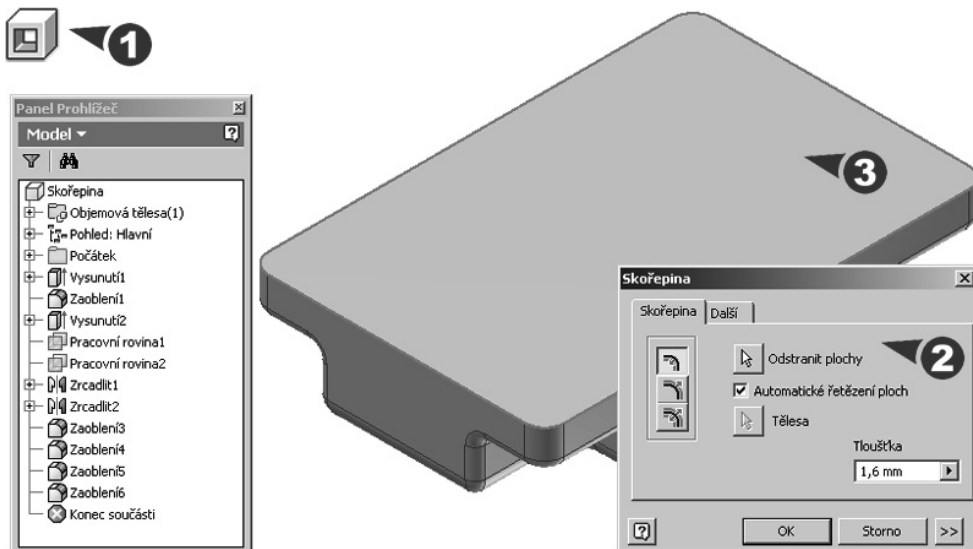 1
Panel Prohlížeč
Model
Skořepina
Objemová tělesa(1)
Pohled: Hlavní
Počátek
Vysunutí1
Zaoblení1
Vysunutí2
Pracovní rovina1
Pracovní rovina2
Zrcadlit1
Zrcadlit2
Zaoblení3
Zaoblení4
Zaoblení5
Zaoblení6
Konec součásti
3
Skořepina
Skořepina
Další
2
Odstranit plochy
Automatické řetězení ploch
Tělesa
Tloušťka
1,6 mm
OK
Storno
>>